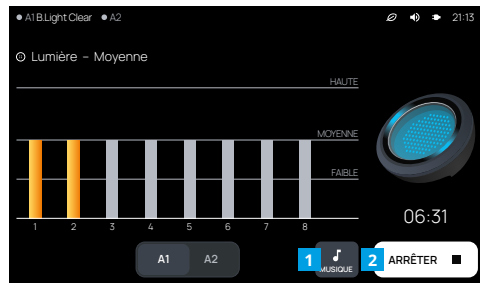 A1 B.Light Clear A2 21:13
Lumière – Moyenne
HAUTE
MOYENNE
FAIBLE
1 2 3 4 5 6 7 8
06:31
A1 A2
1 MUSIQUE
2 ARRÊTER